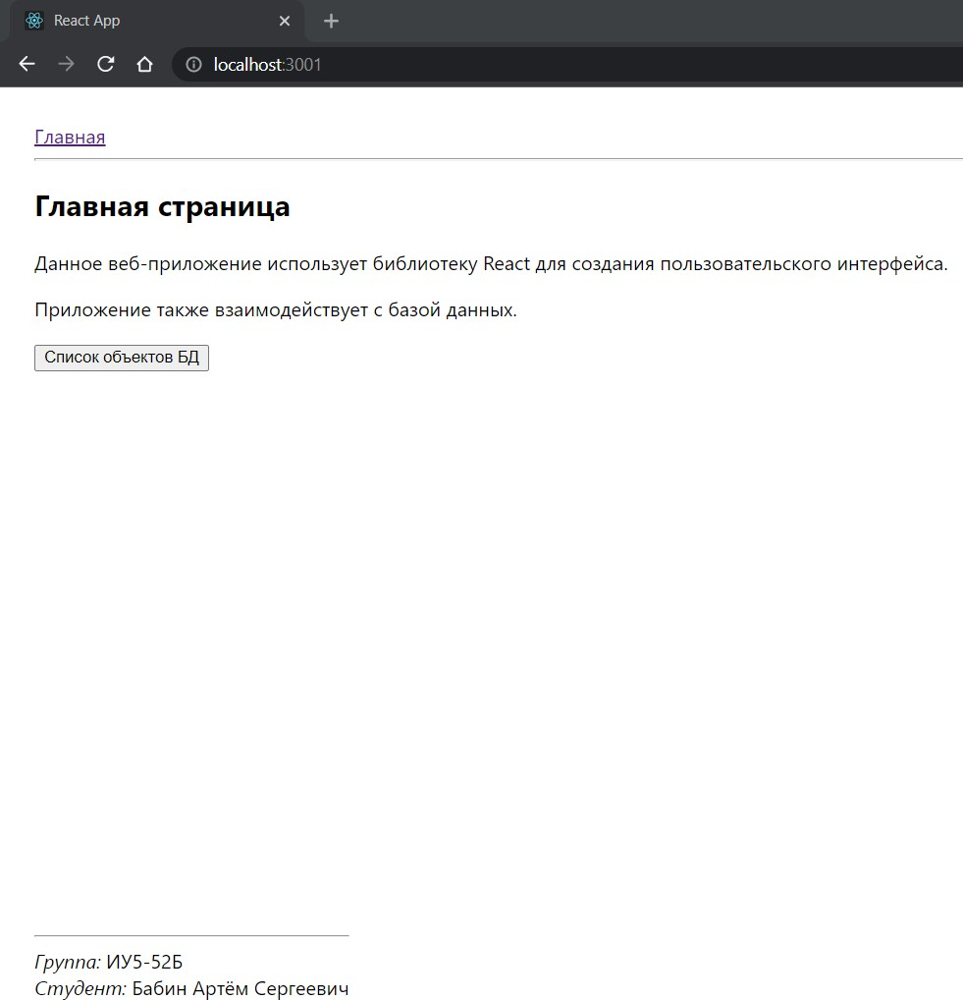 React App
localhost:3001
Главная
Главная страница
Данное веб-приложение использует библиотеку React для создания пользовательского интерфейса.
Приложение также взаимодействует с базой данных.
Список объектов БД
Группа: ИУ5-52Б
Студент: Бабин Артём Сергеевич